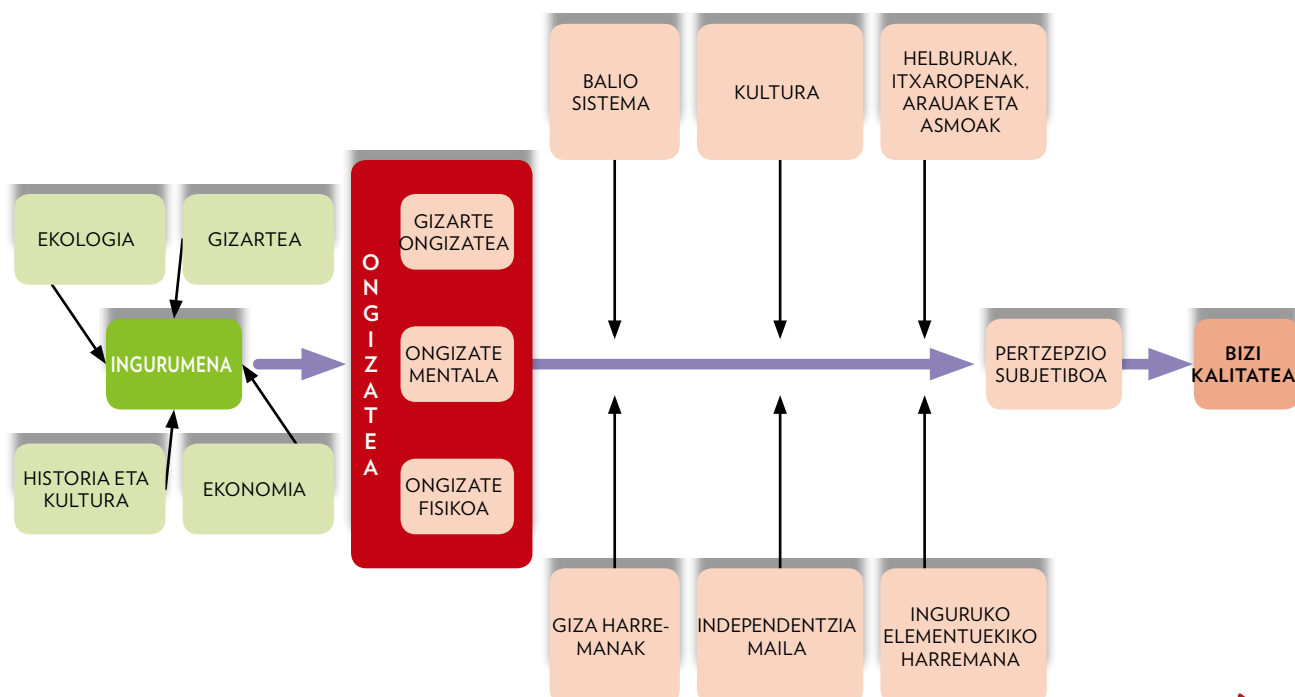 BALIO
SISTEMA
KULTURA
HELBURUAK,
ITXAROPENAK,
ARAUAK ETA
ASMOAK
EKOLOGIA
GIZARTEA
INGURUMENA
HISTORIA ETA
KULTURA
EKONOMIA
ONGIZATEA
GIZARTE
ONGIZATEA
ONGIZATE
MENTALA
ONGIZATE
FISIKOA
PERTZEPZIO
SUBJETIBOA
BIZI
KALITATEA
GIZA HARRE-
MANAK
INDEPENDENTZIA
MAILA
INGURUKO
ELEMENTUEKIKO
HARREMANA